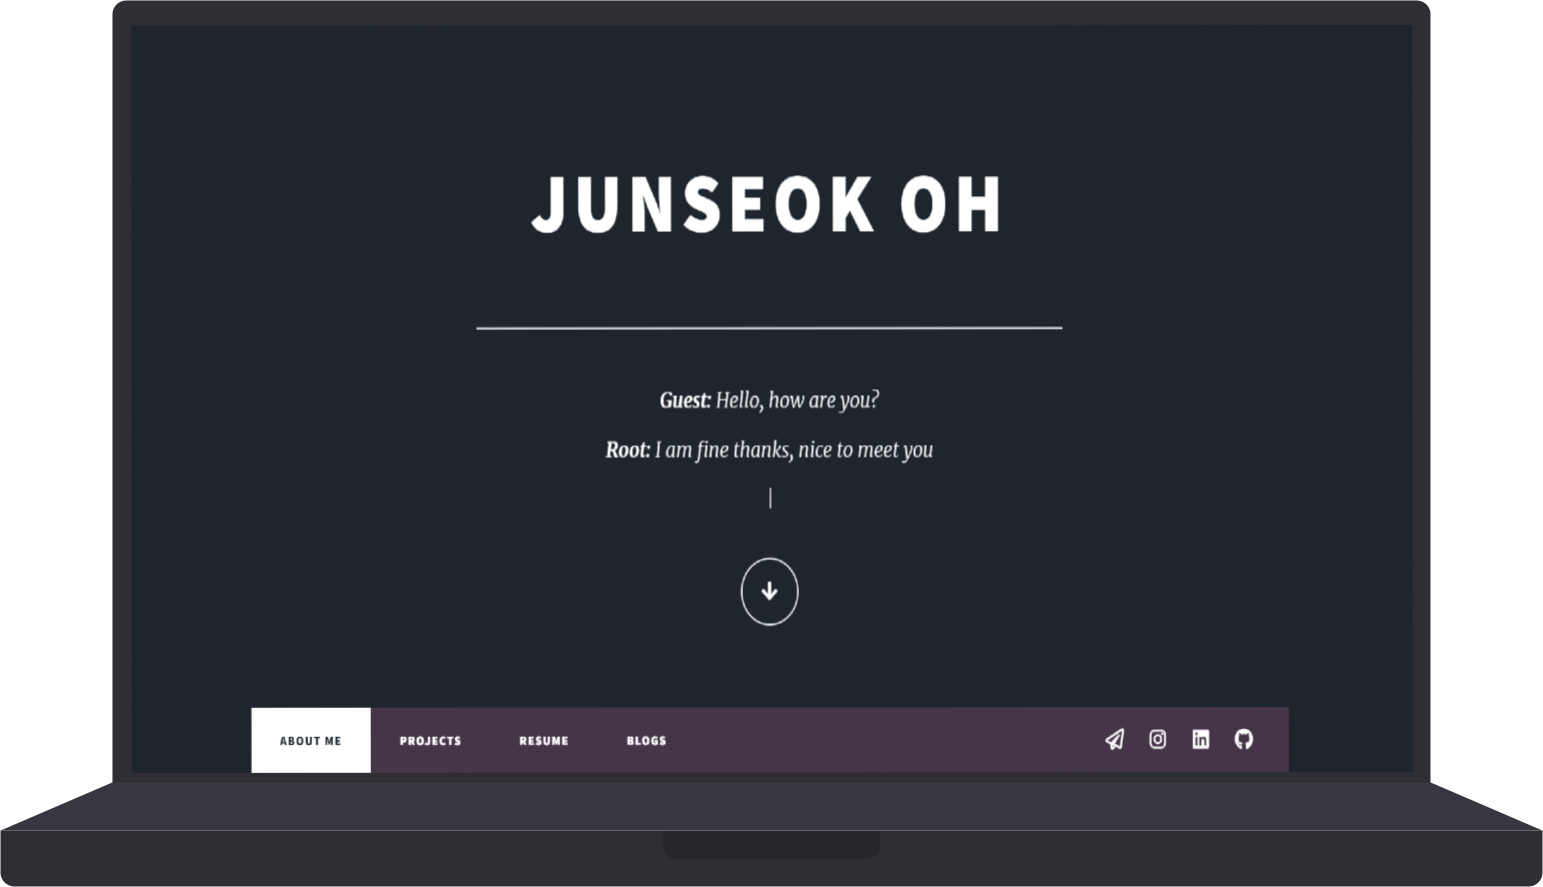 JUNSEOK OH
Guest: Hello, how are you?
Root: I am fine thanks, nice to meet you
ABOUT ME PROJECTS RESUME BLOGS